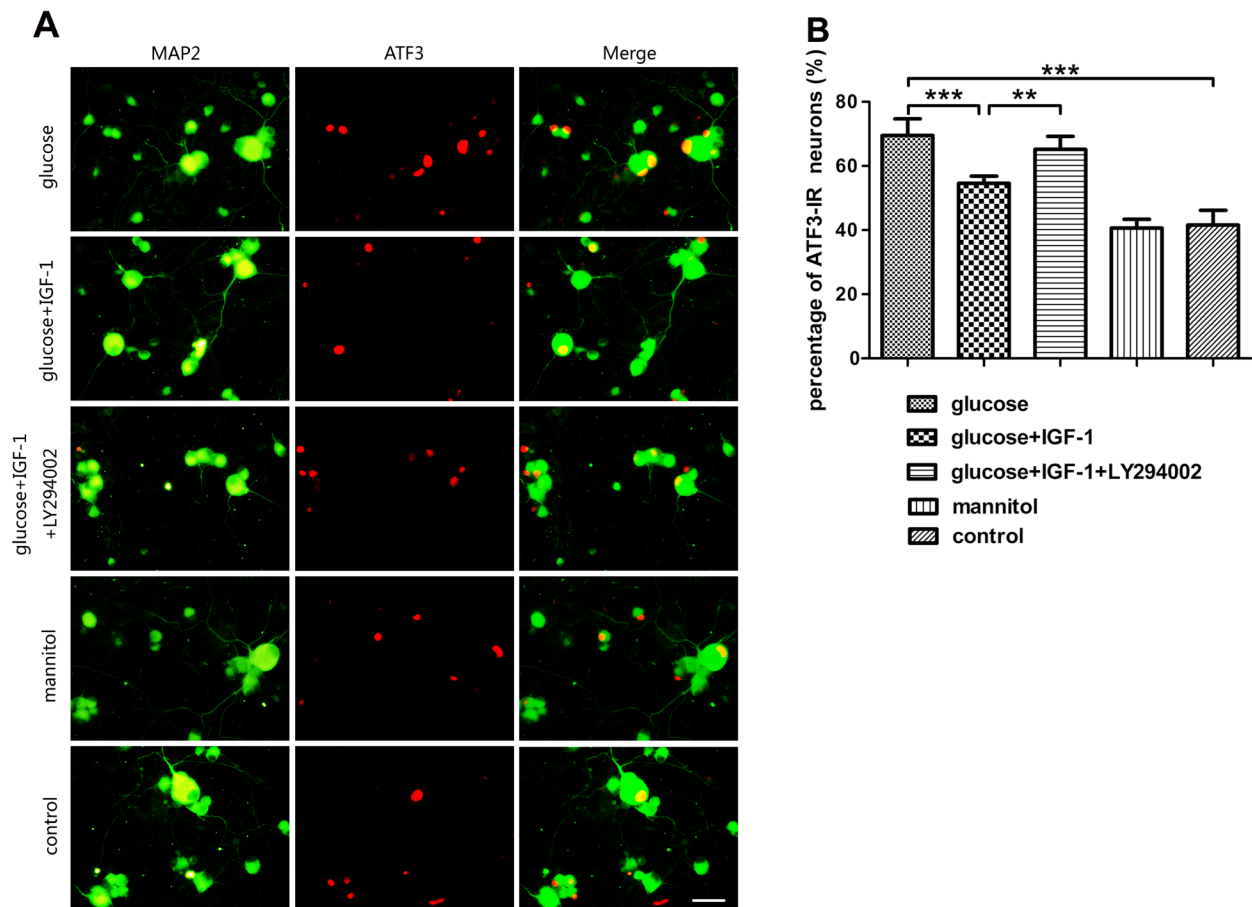 A
MAP2
ATF3
Merge
glucose
glucose+IGF-1
glucose+IGF-1
+LY294002
mannitol
control
B
percentage of ATF3-IR neurons (%)
80
60
40
20
0
***
***
**
glucose
glucose+IGF-1
glucose+IGF-1+LY294002
mannitol
control